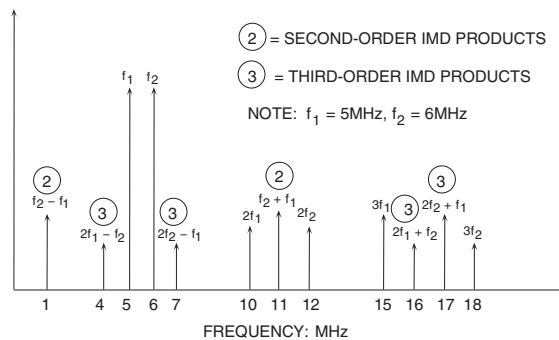 2 = SECOND-ORDER IMD PRODUCTS
3 = THIRD-ORDER IMD PRODUCTS
NOTE: f1 = 5MHz, f2 = 6MHz
f1 f2
2 2 3
f2 – f1 3 3 f2 + f1 3f1 3 2f2 + f1
2f1 – f2 2f2 – f1 2f1 2f2 2f1 + f2 3f2
1 4 5 6 7 10 11 12 15 16 17 18
FREQUENCY: MHz